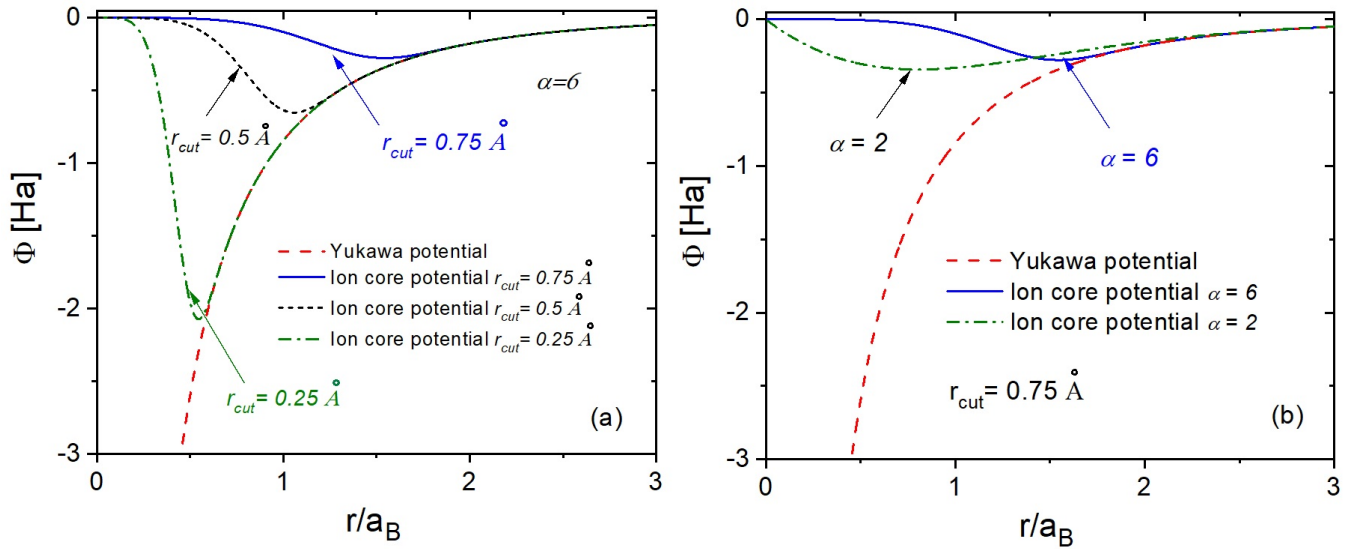 0
-1
-2
-3
Φ [Ha]
α=6
r_cut= 0.5 Å
r_cut= 0.75 Å
Yukawa potential
Ion core potential r_cut= 0.75 Å
Ion core potential r_cut= 0.5 Å
Ion core potential r_cut= 0.25 Å
r_cut= 0.25 Å
(a)
0 1 2 3
r/a_B
0
-1
-2
-3
Φ [Ha]
α = 2
α = 6
Yukawa potential
Ion core potential α = 6
Ion core potential α = 2
r_cut= 0.75 Å
(b)
0 1 2 3
r/a_B